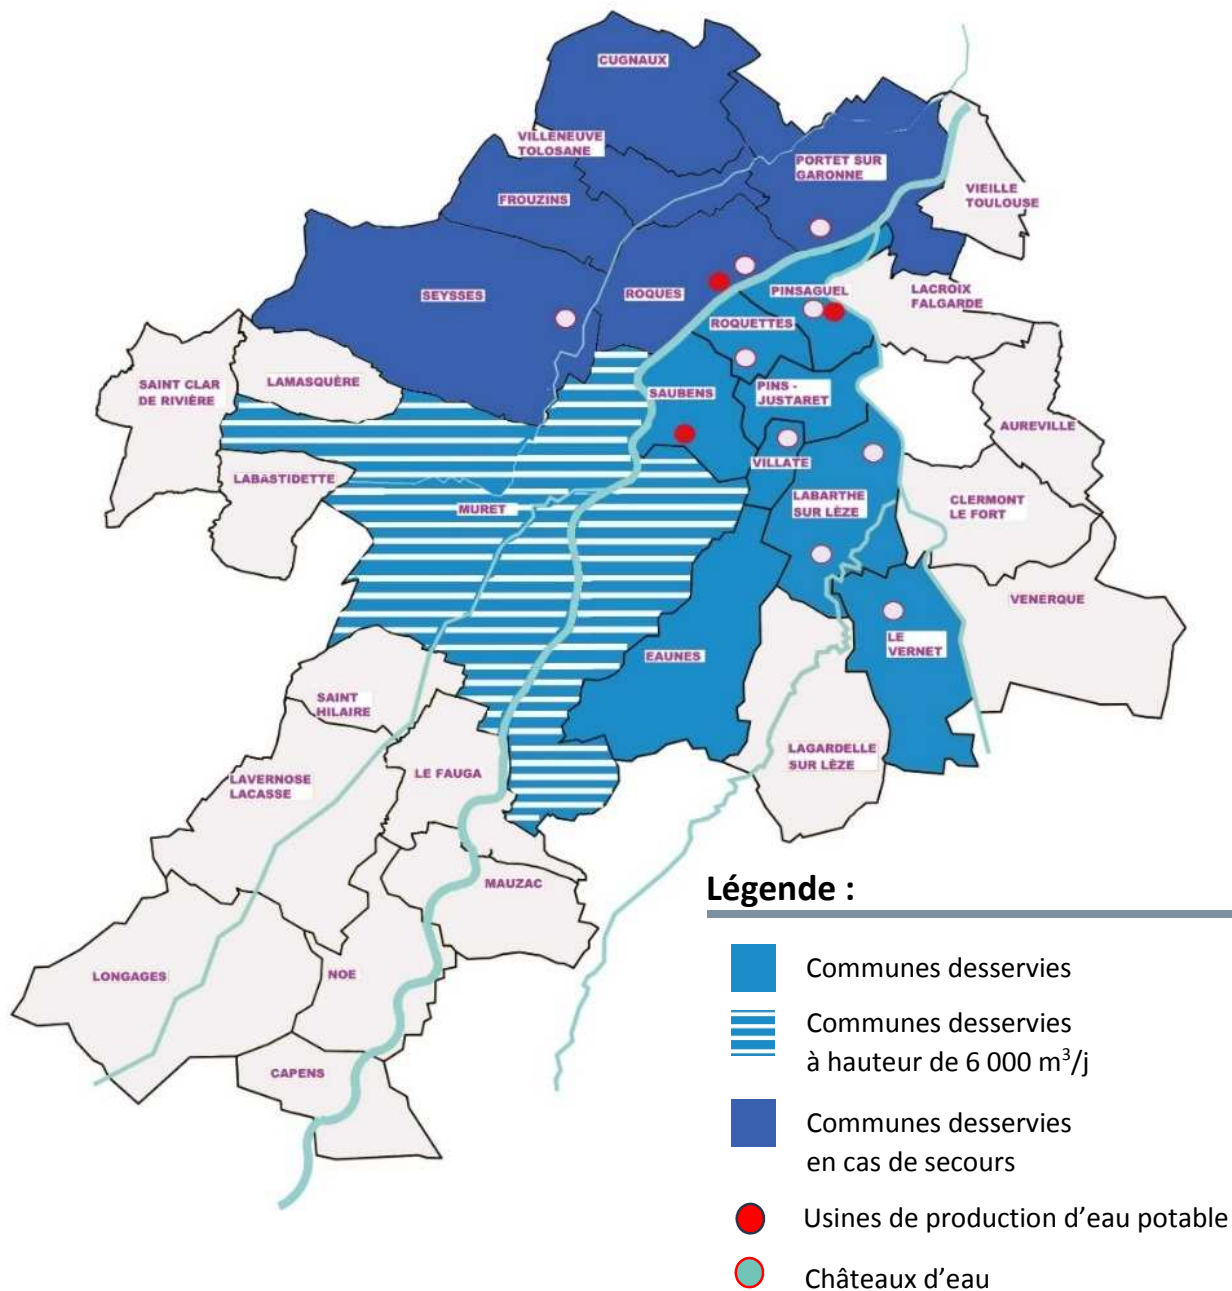 CUGNAUX
VILLENEUVE
TOLOSANE
PORTET SUR
GARONNE
FROUZINS
VIEILLE
TOULOUSE
SEYSSES
ROQUES
PINSAGUEL
LACROIX
FALGARDE
ROQUETTES
SAINT CLAR
DE RIVIÈRE
LAMASQUÈRE
SAUBENS
PINS -
JUSTARET
AUREVILLE
LABASTIDETTE
VILLATE
MURET
LABARTHE
SUR LÈZE
CLERMONT
LE FORT
VENERQUE
EAUNES
LE
VERNET
SAINT
HILAIRE
LAVERNOSE
LACASSE
LE FAUGA
LAGARDELLE
SUR LÈZE
MAUZAC
LONGAGES
NOE
CAPENS
Légende :
Communes desservies
Communes desservies
à hauteur de 6 000 m³/j
Communes desservies
en cas de secours
Usines de production d'eau potable
Châteaux d'eau